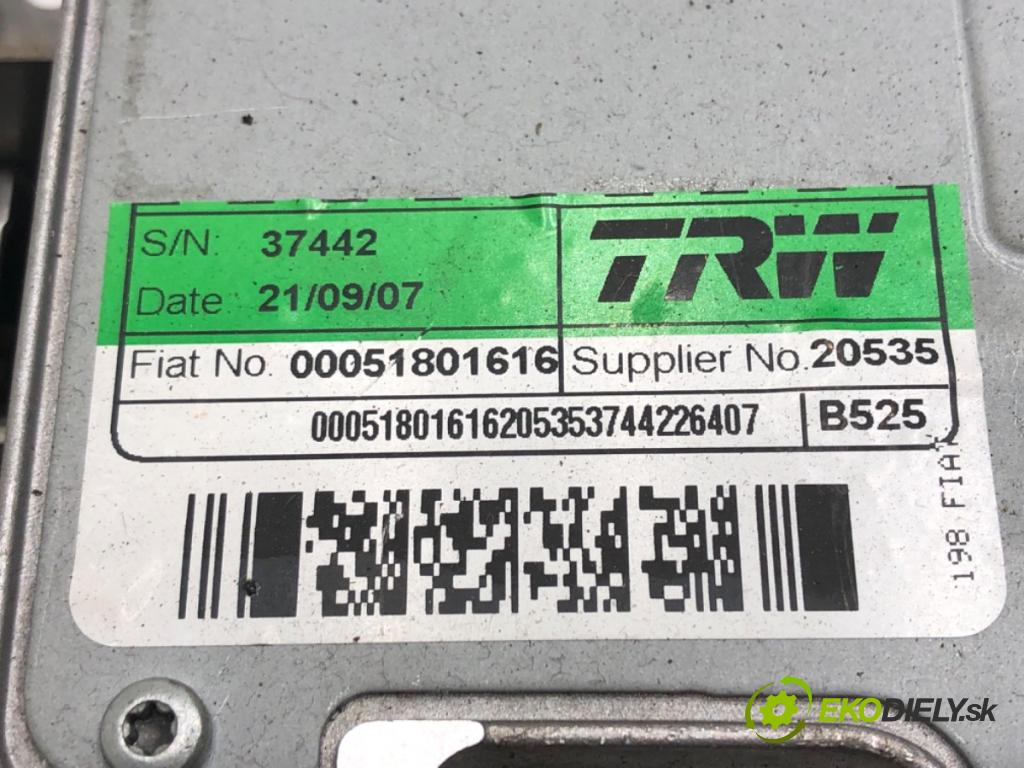 S/N: 37442
TRW
Date: 21/09/07
Fiat No. 00051801616
Supplier No. 20535
00051801616205353744226407
B525
198 FIAT
EKODIELY.sk